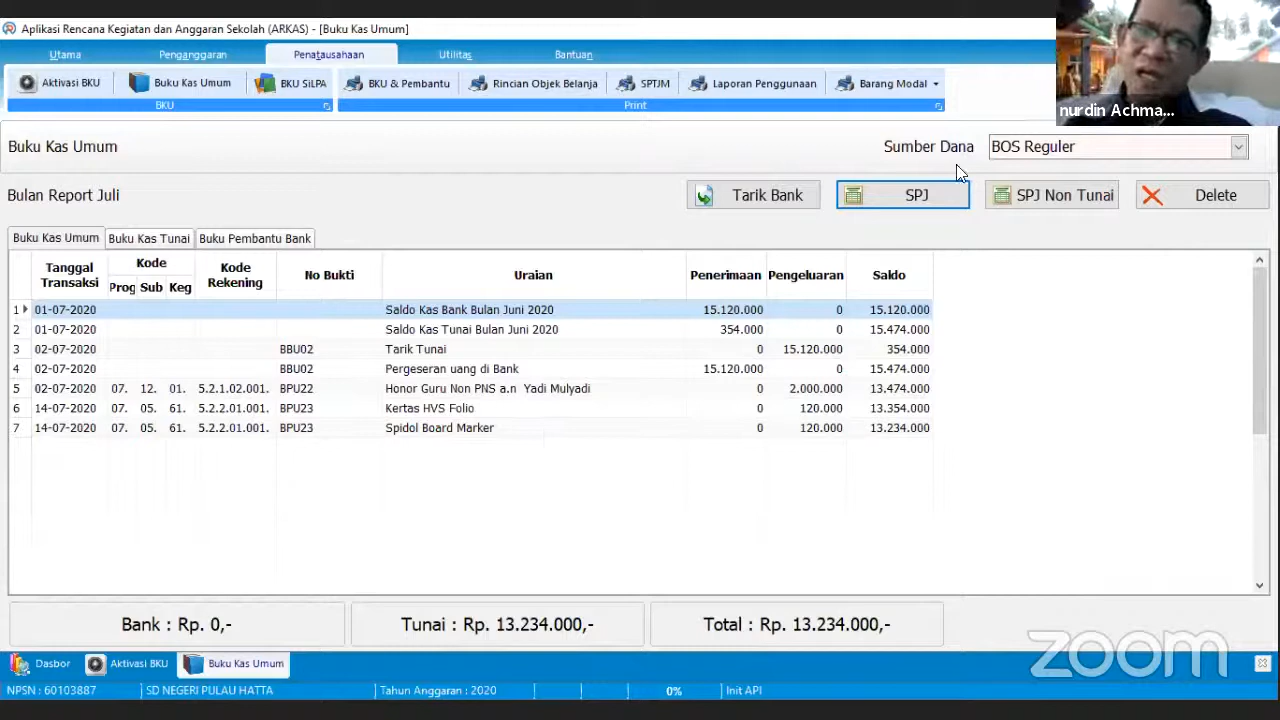 Aplikasi Rencana Kegiatan dan Anggaran Sekolah (ARKAS) - [Buku Kas Umum]
Utama Penganggaran Penatausahaan Utilitas Bantuan
Aktivasi BKU Buku Kas Umum BKU SiLPA BKU & Pembantu Rincian Objek Belanja SPTJM Laporan Penggunaan Barang Modal
BKU Print
nurdin Achma...
Buku Kas Umum Sumber Dana BOS Reguler
Bulan Report Juli Tarik Bank SPJ SPJ Non Tunai Delete
Buku Kas Umum Buku Kas Tunai Buku Pembantu Bank
Tanggal Transaksi Kode Prog Sub Keg Kode Rekening No Bukti Uraian Penerimaan Pengeluaran Saldo
1 01-07-2020 Saldo Kas Bank Bulan Juni 2020 15.120.000 0 15.120.000
2 01-07-2020 Saldo Kas Tunai Bulan Juni 2020 354.000 0 15.474.000
3 02-07-2020 BBU02 Tarik Tunai 0 15.120.000 354.000
4 02-07-2020 BBU02 Pergeseran uang di Bank 15.120.000 0 15.474.000
5 02-07-2020 07. 12. 01. 5.2.1.02.001. BPU22 Honor Guru Non PNS a.n Yadi Mulyadi 0 2.000.000 13.474.000
6 14-07-2020 07. 05. 61. 5.2.2.01.001. BPU23 Kertas HVS Folio 0 120.000 13.354.000
7 14-07-2020 07. 05. 61. 5.2.2.01.001. BPU23 Spidol Board Marker 0 120.000 13.234.000
Bank : Rp. 0,- Tunai : Rp. 13.234.000,- Total : Rp. 13.234.000,-
zoom
Dasbor Aktivasi BKU Buku Kas Umum
NPSN : 60103887 SD NEGERI PULAU HATTA Tahun Anggaran : 2020 0% Init API